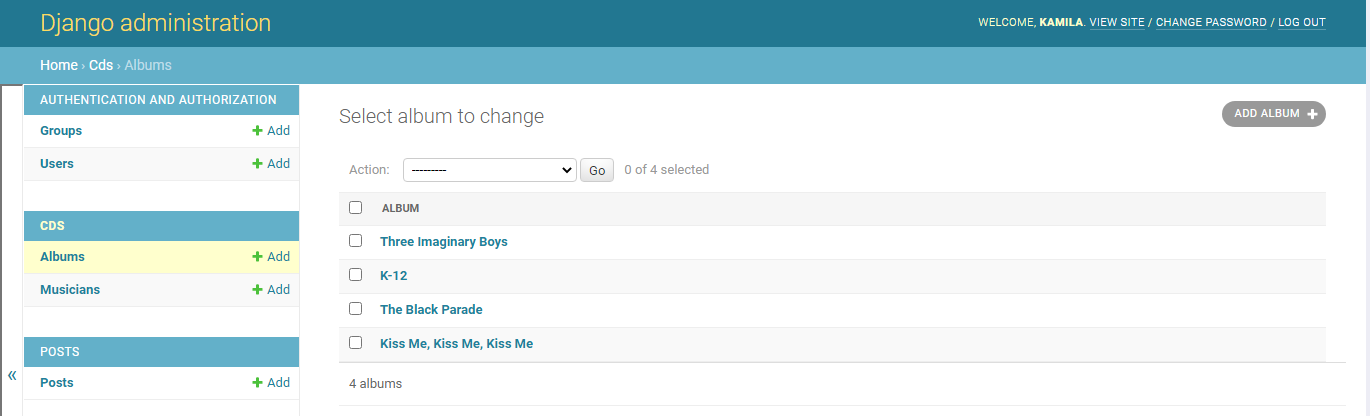 Django administration
WELCOME, KAMILA. VIEW SITE / CHANGE PASSWORD / LOG OUT
Home › Cds › Albums
AUTHENTICATION AND AUTHORIZATION
Groups + Add
Users + Add
CDS
Albums + Add
Musicians + Add
POSTS
Posts + Add
«
Select album to change
ADD ALBUM +
Action: --------- Go 0 of 4 selected
ALBUM
Three Imaginary Boys
K-12
The Black Parade
Kiss Me, Kiss Me, Kiss Me
4 albums